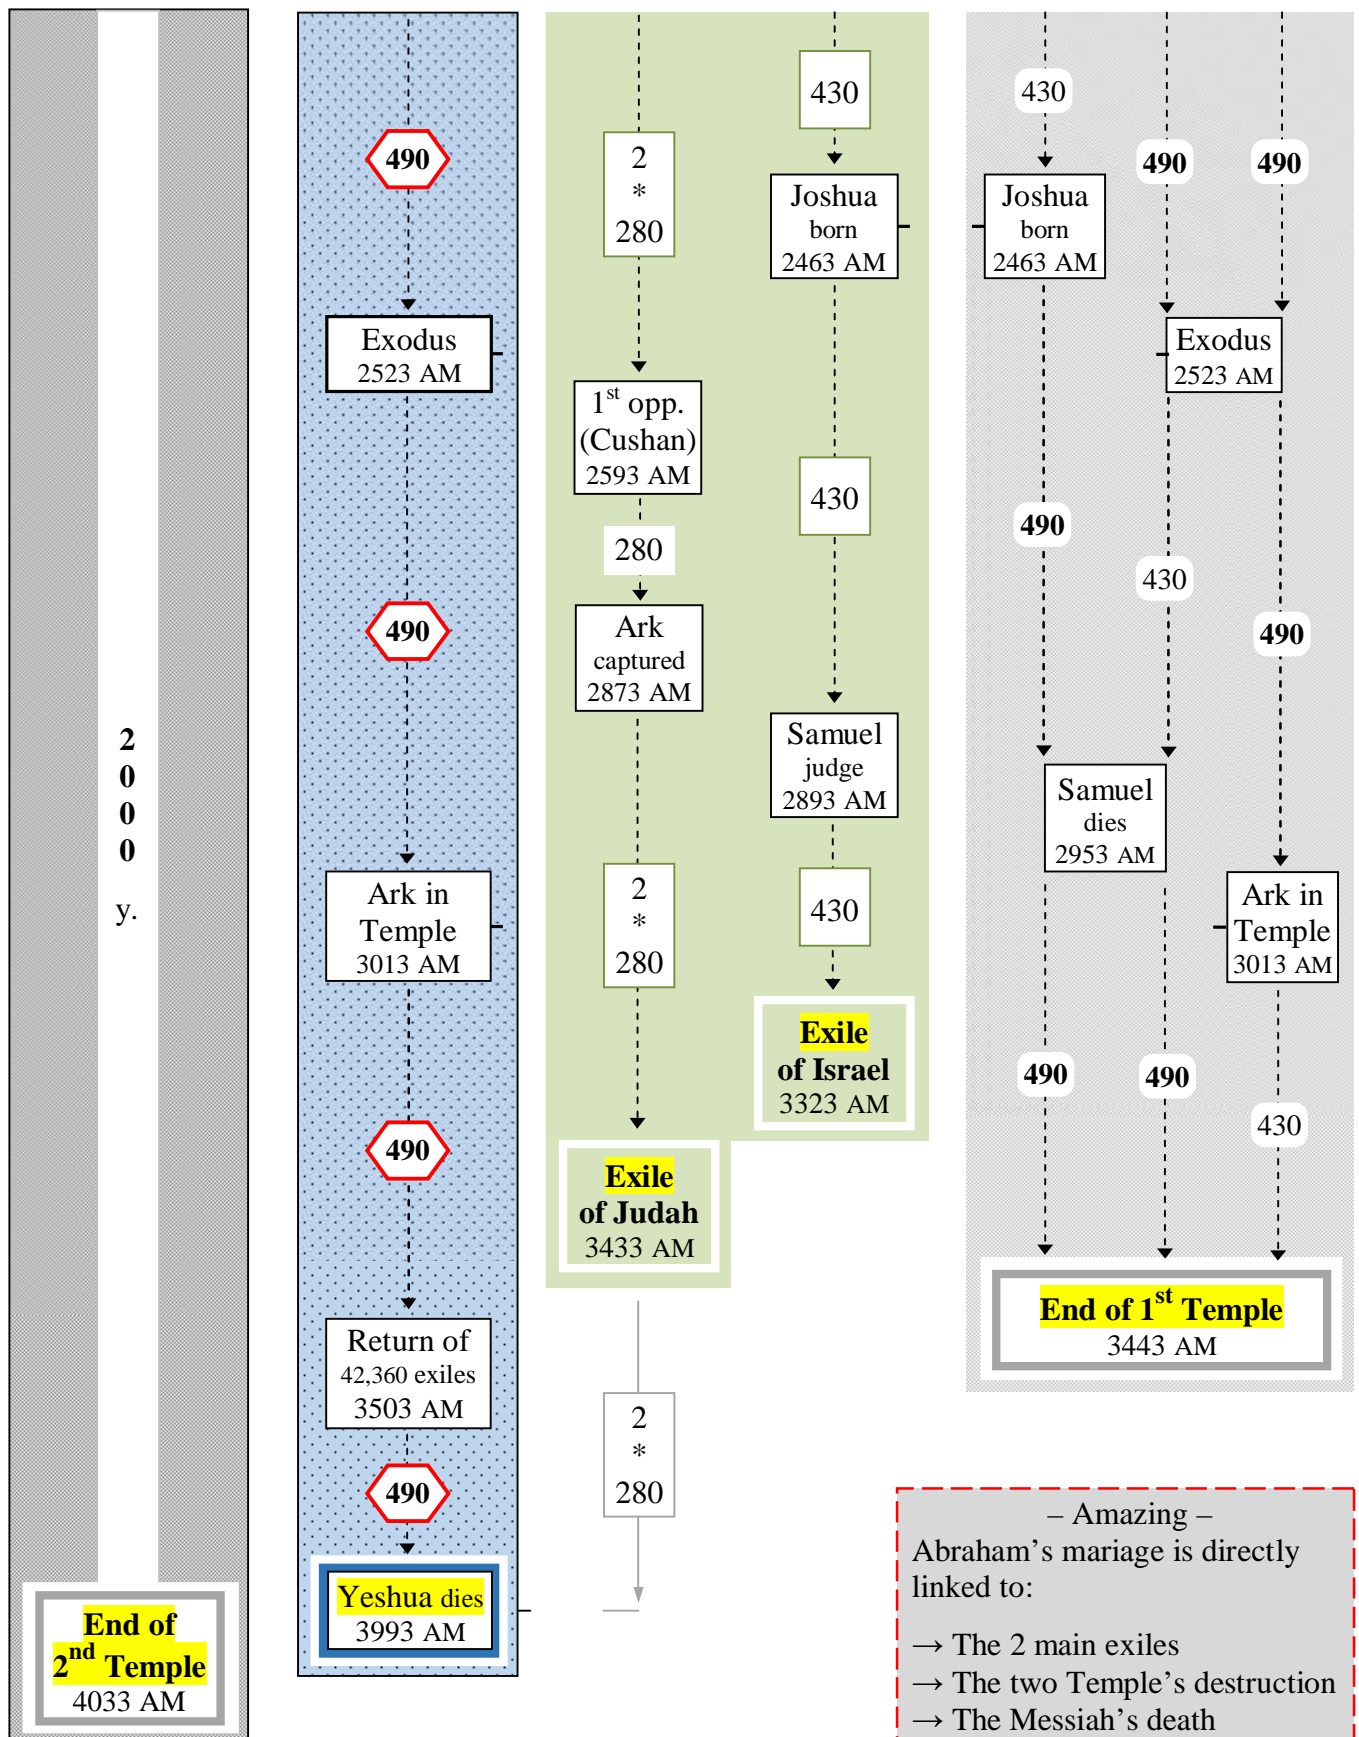 2
0
0
0
y.
End of
2nd Temple
4033 AM
490
Exodus
2523 AM
490
Ark in
Temple
3013 AM
490
Return of
42,360 exiles
3503 AM
490
Yeshua dies
3993 AM
2
*
280
1st opp.
(Cushan)
2593 AM
280
Ark
captured
2873 AM
2
*
280
Exile
of Judah
3433 AM
2
*
280
430
Joshua
born
2463 AM
430
Samuel
judge
2893 AM
430
Exile
of Israel
3323 AM
430
490
490
Joshua
born
2463 AM
Exodus
2523 AM
490
430
490
Samuel
dies
2953 AM
Ark in
Temple
3013 AM
490
490
430
End of 1st Temple
3443 AM
– Amazing –
Abraham’s mariage is directly
linked to:
→ The 2 main exiles
→ The two Temple’s destruction
→ The Messiah’s death